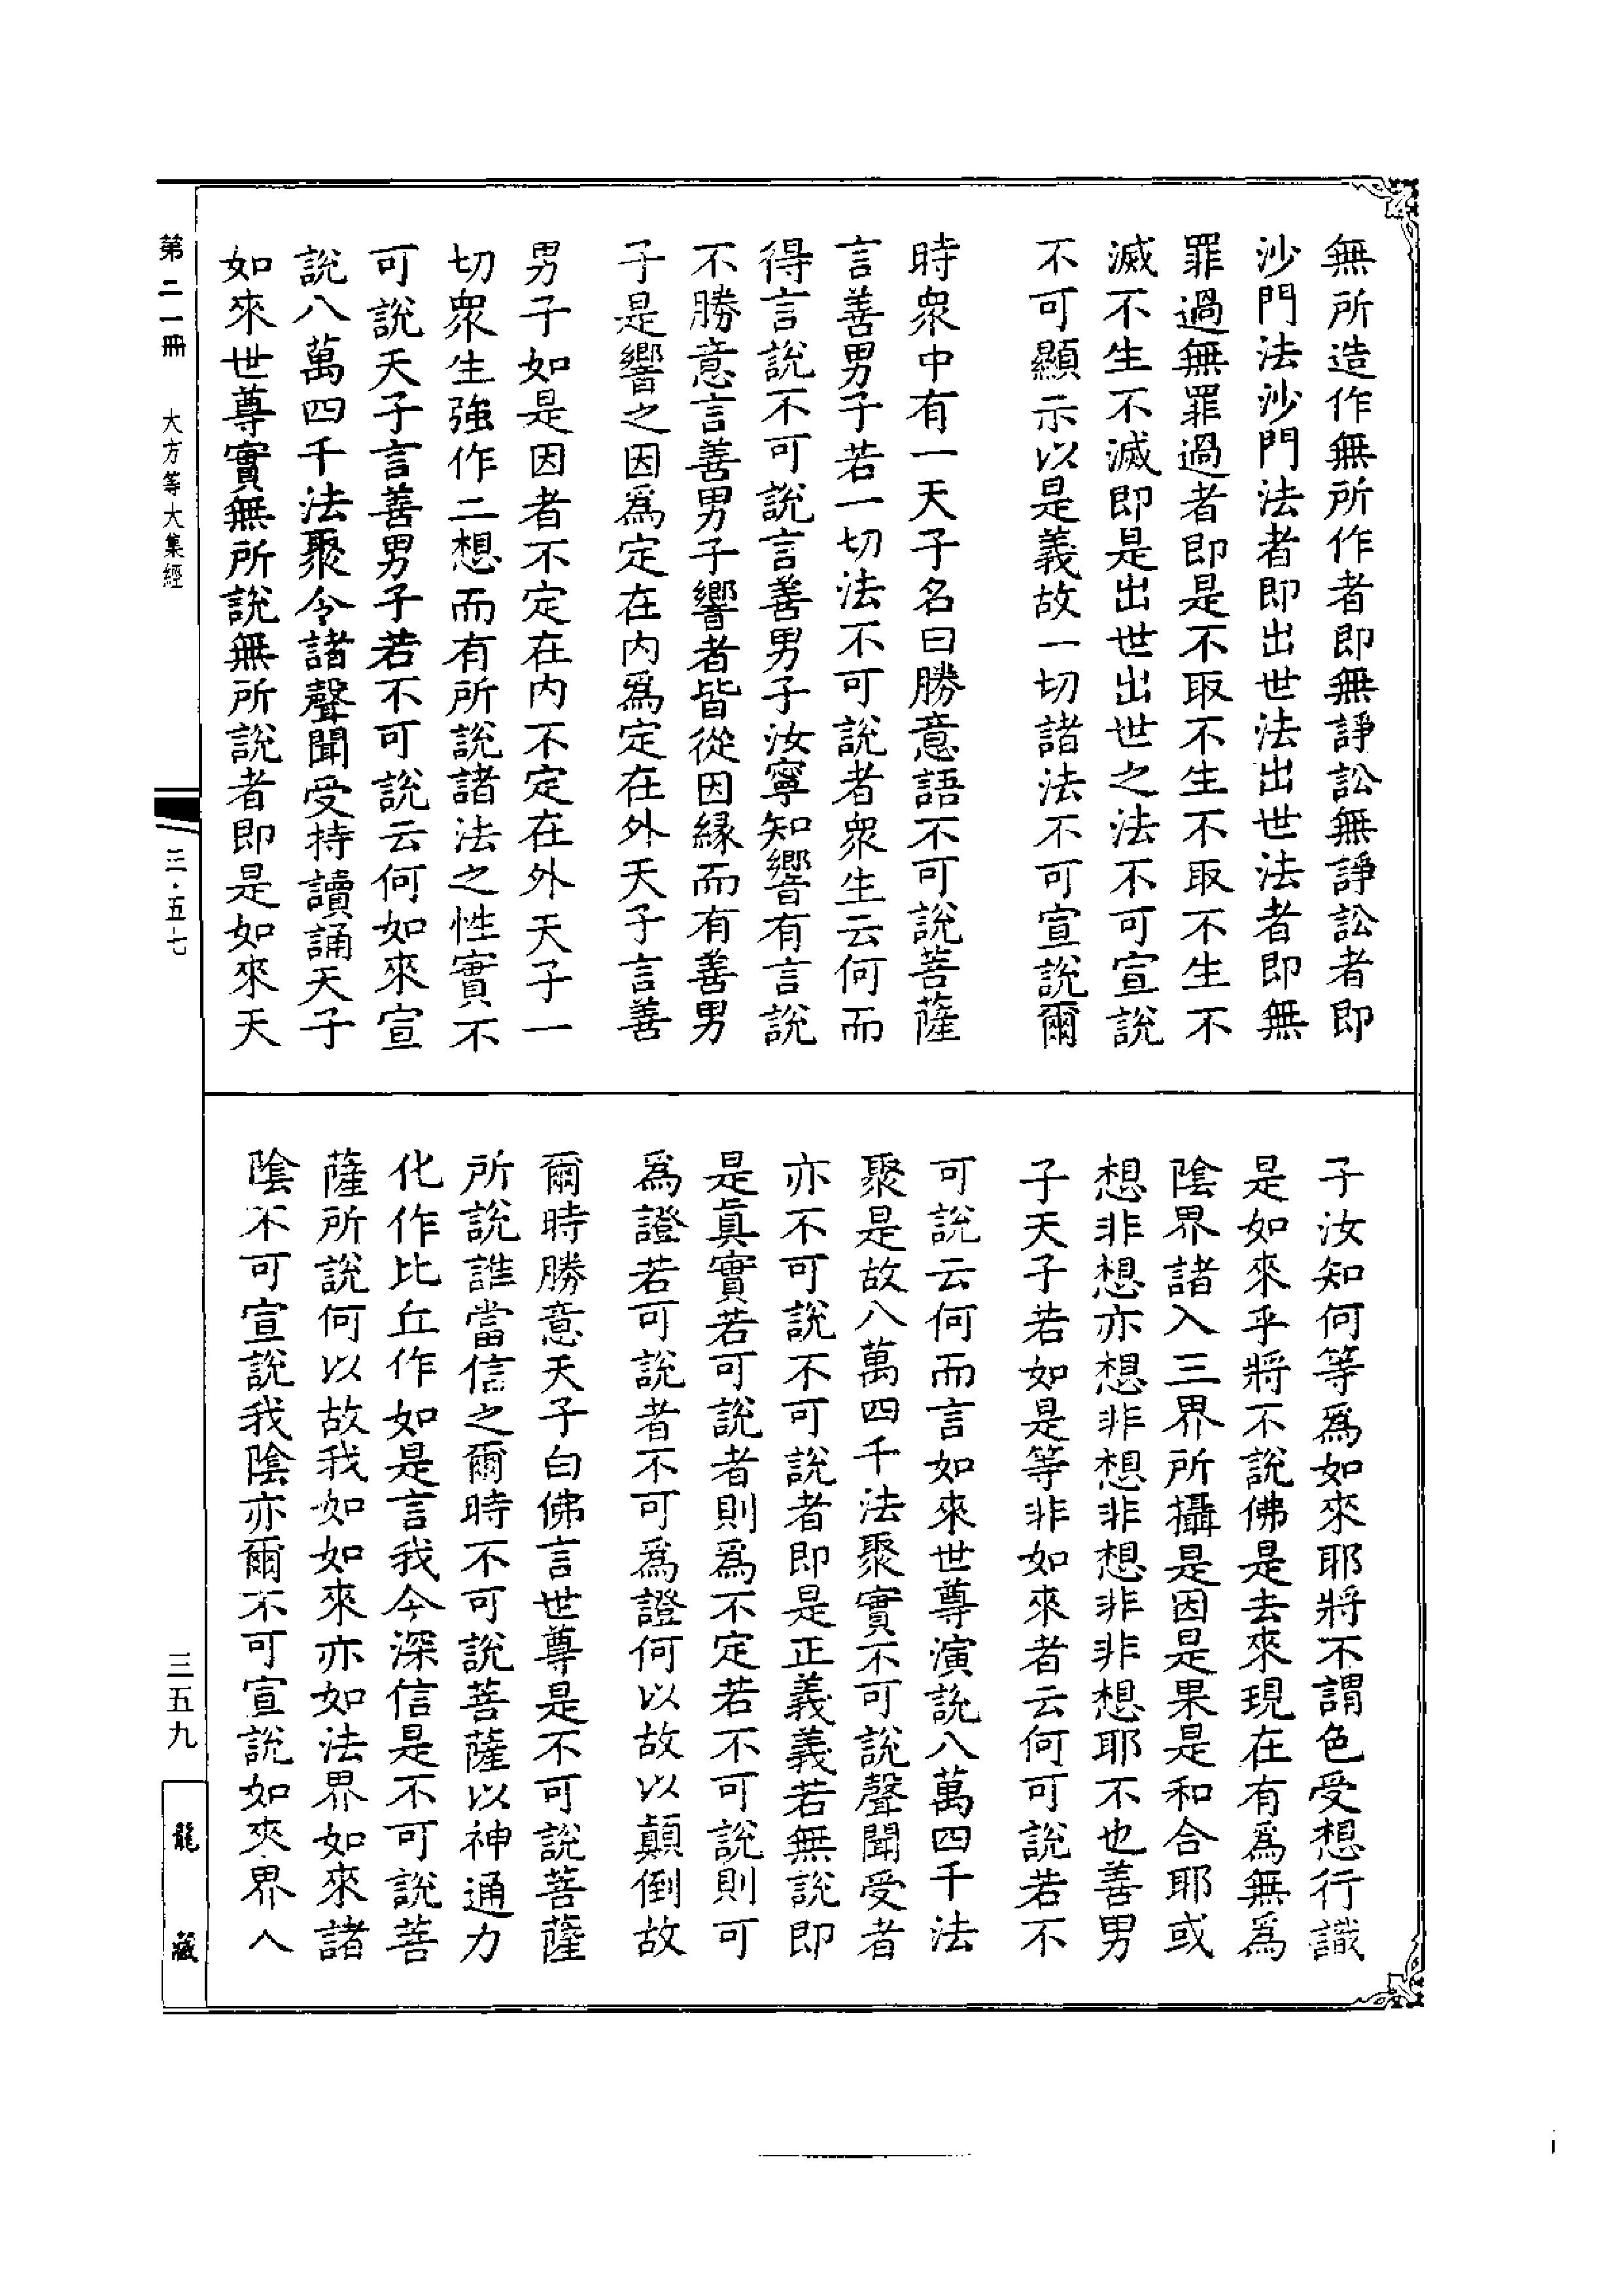 無所造作無所作者即無諍訟無諍訟者即
沙門法沙門法者即出世法出世法者即無
罪過無罪過者即是不取不生不取不生不
滅不生不滅即是出世出世之法不可宣說
不可顯示以是義故一切諸法不可宣說爾
時衆中有一天子名曰勝意語不可說菩薩
言善男子若一切法不可說者衆生云何而
得言說不可說言善男子汝寧知響有言說
不勝意言善男子響者皆從因緣而有善男
子是響之因爲定在内爲定在外天子言善
男子如是因者不定在内不定在外天子一
切衆生強作二想而有所說諸法之性實不
可說天子言善男子若不可說云何如來宣
說八萬四千法聚令諸聲聞受持讀誦天子
如來世尊實無所說無所說者即是如來天
子汝知何等爲如來耶將不謂色受想行識
是如來乎將不說佛是去來現在有爲無爲
陰界諸入三界所攝是因是果是和合耶或
想非想亦想非想非想非非想耶不也善男
子天子若如是等非如來者云何可說若不
可說云何而言如來世尊演說八萬四千法
聚是故八萬四千法聚實不可說聲聞受者
亦不可說不可說者即是正義義若無說即
是眞實若可說者則爲不定若不可說則可
爲證若可說者不可爲證何以故以顛倒故
爾時勝意天子白佛言世尊是不可說菩薩
所說誰當信之爾時不可說菩薩以神通力
化作比丘作如是言我今深信是不可說菩
薩所說何以故我如如來亦如法界如來諸
陰不可宣說我陰亦爾不可宣說如來界入
第二一冊 大方等大集經
三·五-七
三五九
龍藏